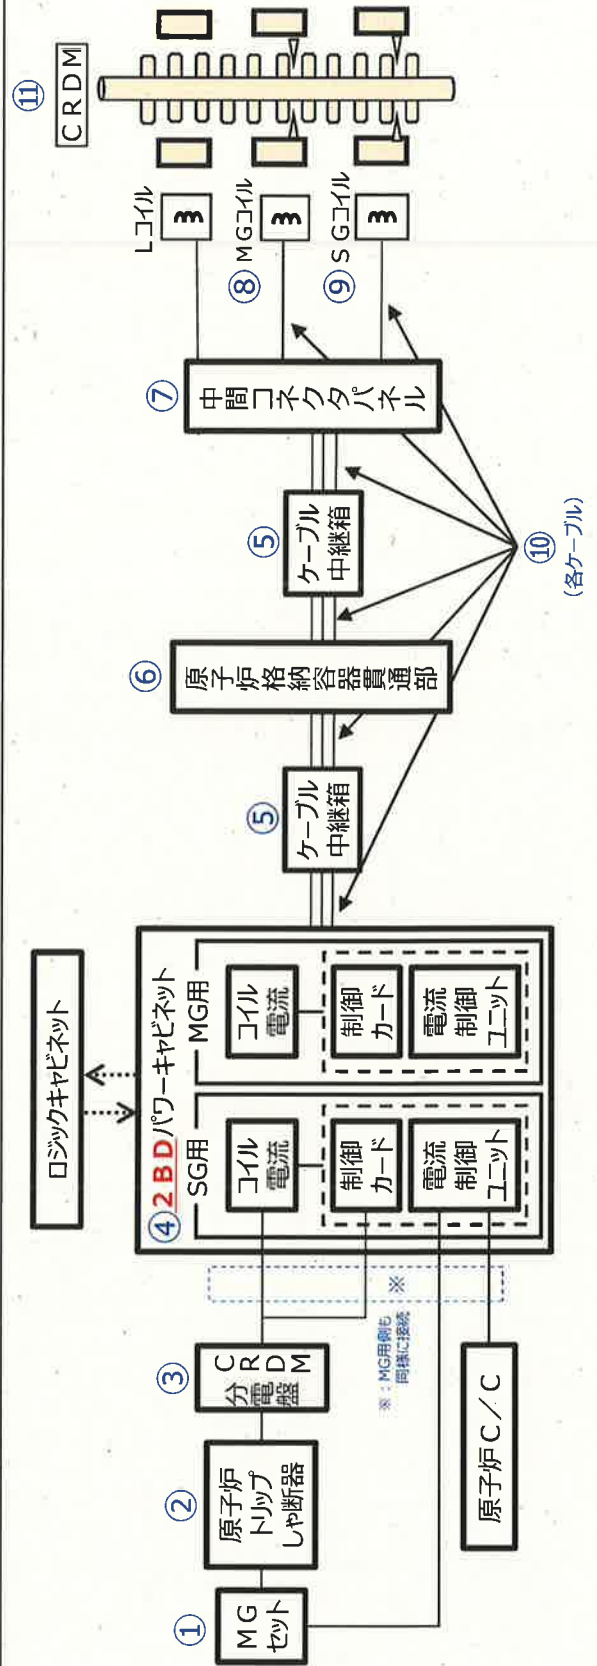 ①
MG
セット
②
原子炉
トリップ
しゃ断器
③
CRDM
分電盤
原子炉C/C
※
※：MG用側も
同様に接続
ロジックキャビネット
④2BDパワーキャビネット
SG用
コイル
電流
制御
カード
電流
制御
ユニット
MG用
コイル
電流
制御
カード
電流
制御
ユニット
⑤
ケーブル
中継箱
⑥
原子炉格納容器貫通部
⑤
ケーブル
中継箱
⑦
中間コネクタパネル
⑩
(各ケーブル)
Lコイル
⑧
MGコイル
⑨
SGコイル
⑪
CRDM